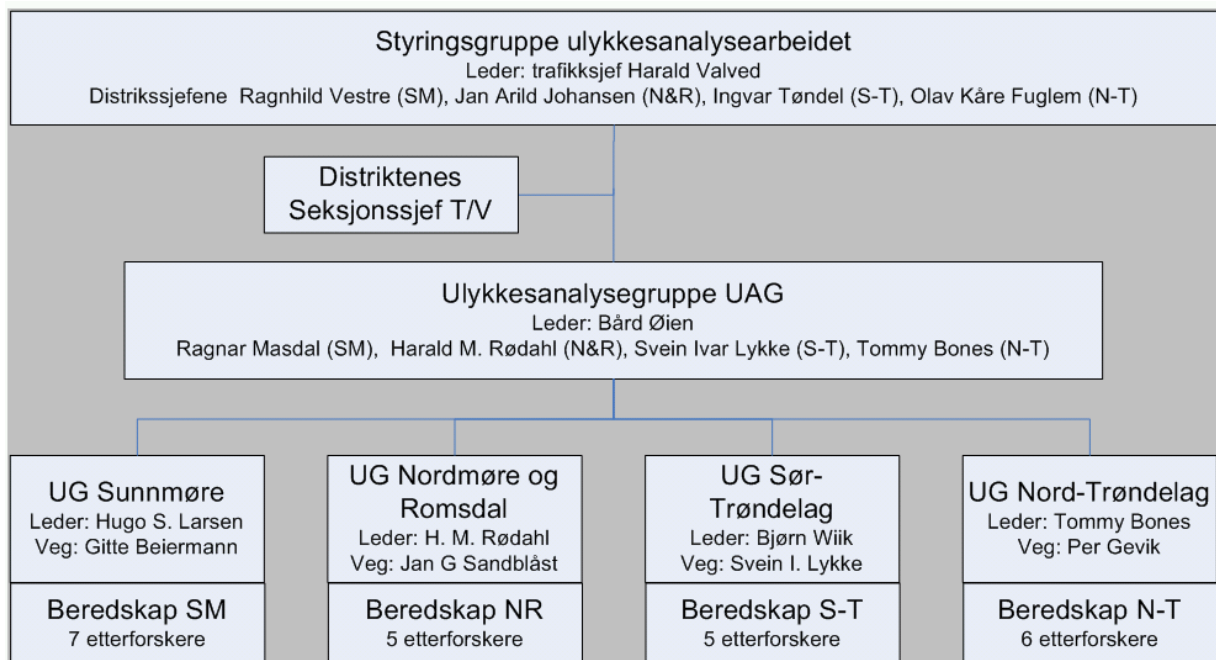 Styringsgruppe ulykkesanalysearbeidet
Leder: trafikksjef Harald Valved
Distrikssjefene Ragnhild Vestre (SM), Jan Arild Johansen (N&R), Ingvar Tøndel (S-T), Olav Kåre Fuglem (N-T)
Distriktenes
Seksjonssjef T/V
Ulykkesanalysegruppe UAG
Leder: Bård Øien
Ragnar Masdal (SM), Harald M. Rødahl (N&R), Svein Ivar Lykke (S-T), Tommy Bones (N-T)
UG Sunnmøre
Leder: Hugo S. Larsen
Veg: Gitte Beiermann
Beredskap SM
7 etterforskere
UG Nordmøre og
Romsdal
Leder: H. M. Rødahl
Veg: Jan G Sandblåst
Beredskap NR
5 etterforskere
UG Sør-
Trøndelag
Leder: Bjørn Wiik
Veg: Svein I. Lykke
Beredskap S-T
5 etterforskere
UG Nord-Trøndelag
Leder: Tommy Bones
Veg: Per Gevik
Beredskap N-T
6 etterforskere